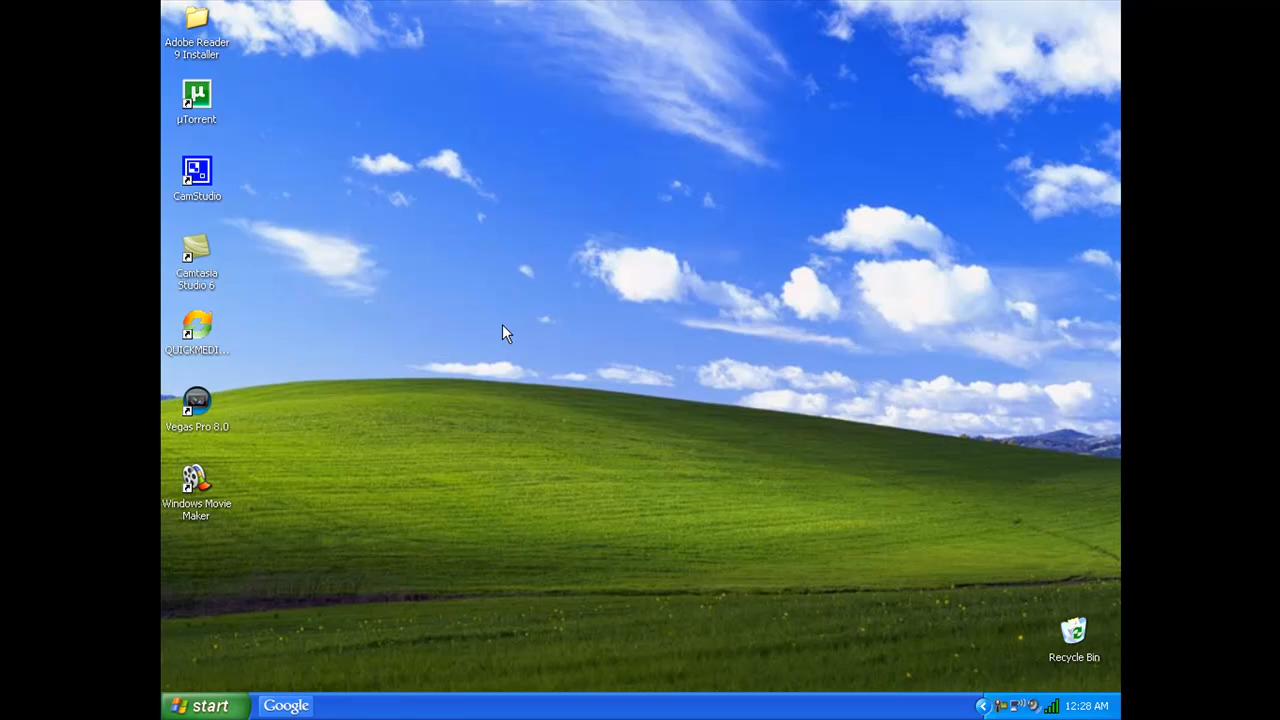 Adobe Reader
9 Installer
µ
µTorrent
CamStudio
Camtasia
Studio 6
QUICKMEDI...
Vegas Pro 8.0
Windows Movie
Maker
Recycle Bin
start
Google
12:28 AM